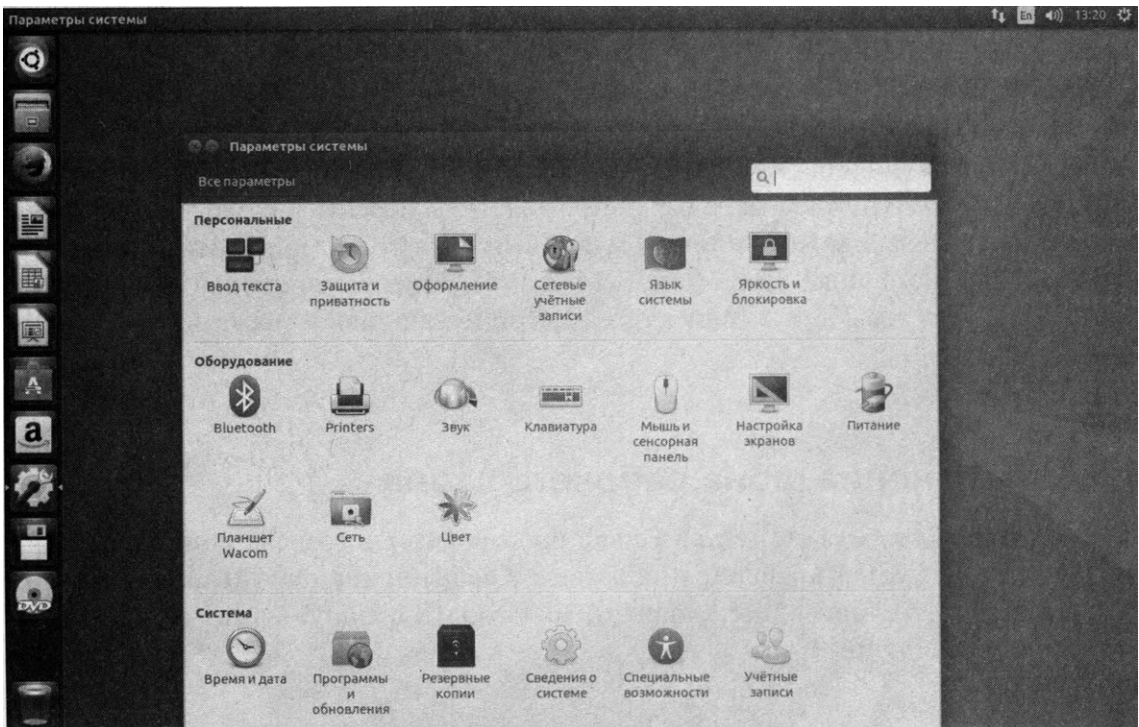 Параметры системы
En 13:20
Параметры системы
Все параметры
Персональные
Ввод текста
Защита и
приватность
Оформление
Сетевые
учётные
записи
Язык
системы
Яркость и
блокировка
Оборудование
Bluetooth
Printers
Звук
Клавиатура
Мышь и
сенсорная
панель
Настройка
экранов
Питание
Планшет
Wacom
Сеть
Цвет
Система
Время и дата
Программы
и
обновления
Резервные
копии
Сведения о
системе
Специальные
возможности
Учётные
записи
A
a
DVD